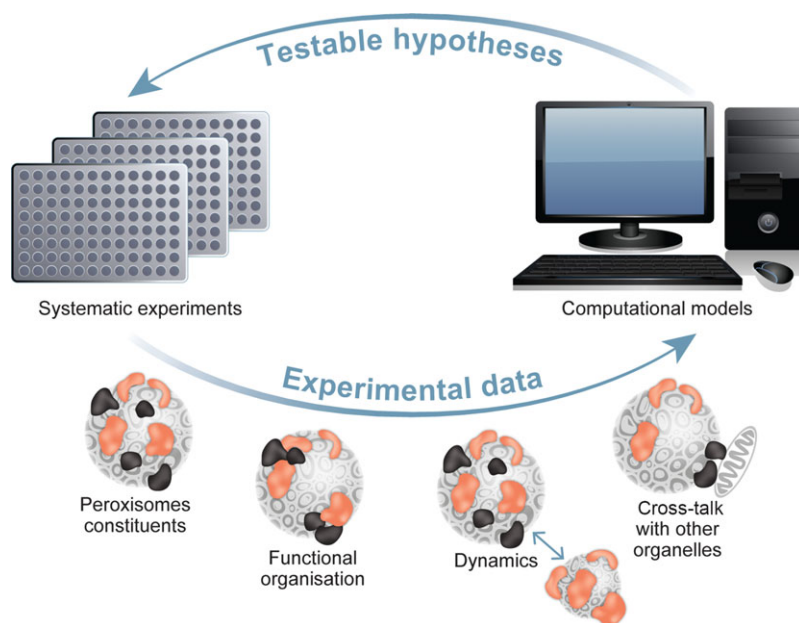 Testable hypotheses
Systematic experiments
Computational models
Experimental data
Peroxisomes
constituents
Functional
organisation
Dynamics
Cross-talk
with other
organelles